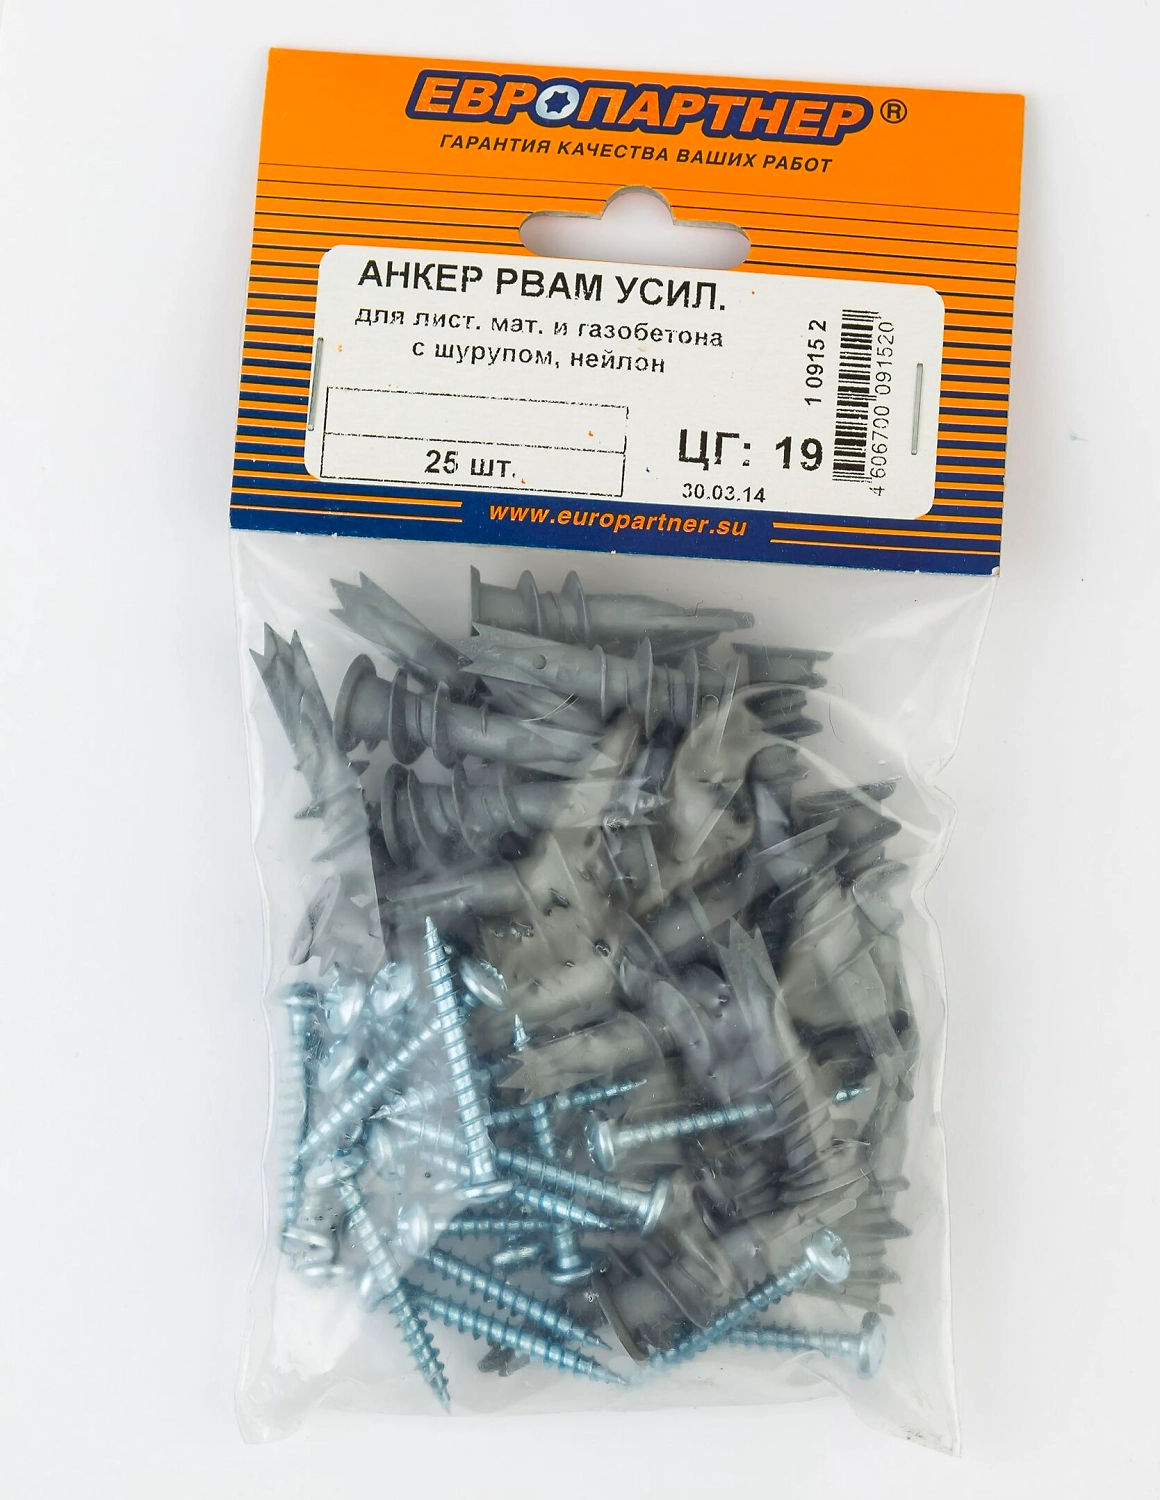 ЕВРОПАРТНЕР®
ГАРАНТИЯ КАЧЕСТВА ВАШИХ РАБОТ
АНКЕР РВАМ УСИЛ.
для лист. мат. и газобетона
с шурупом, нейлон
25 шт.
ЦГ: 19
30.03.14
1 0915 2
4 606700 091520
www.europartner.su